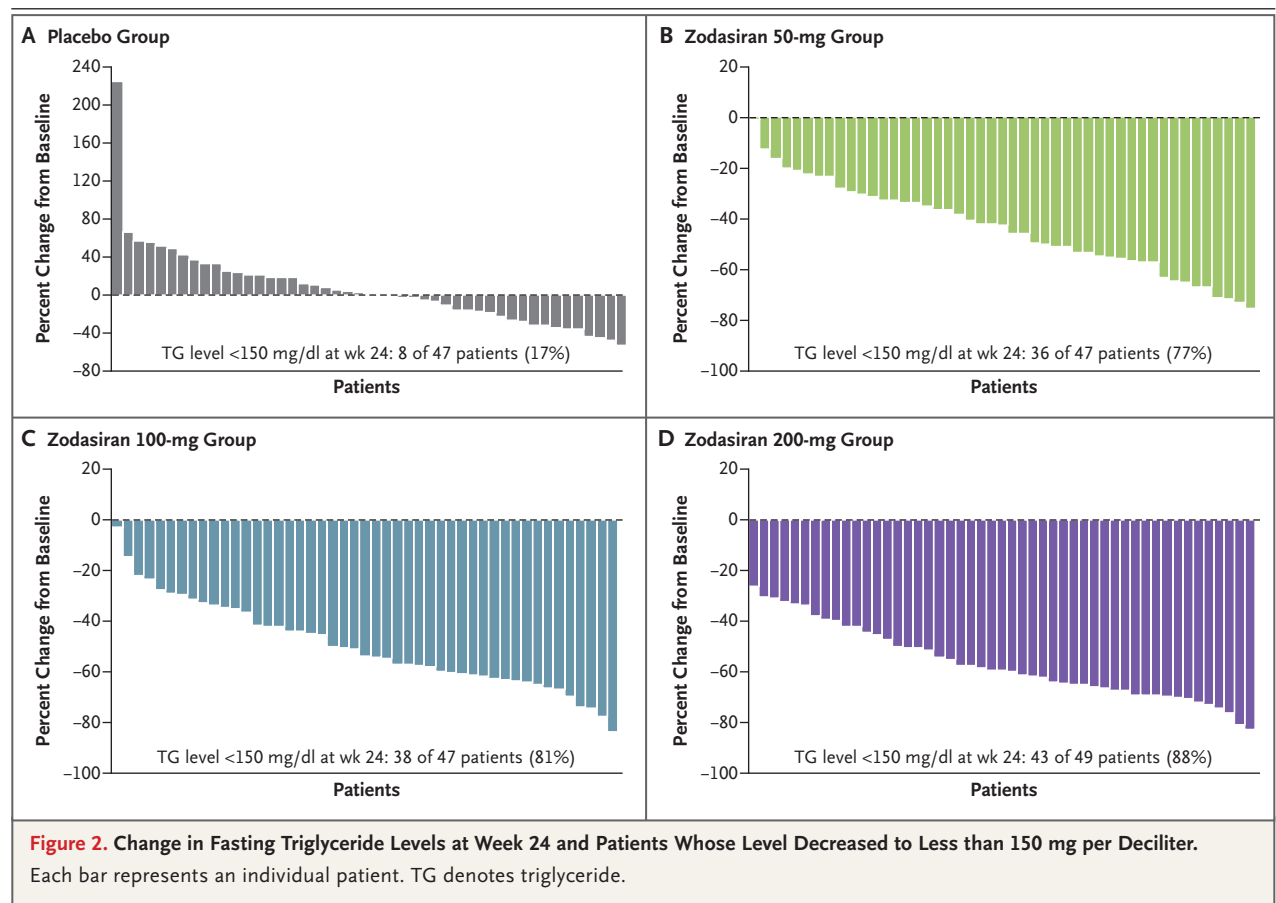 A Placebo Group
Percent Change from Baseline
240
200
160
120
80
40
0
−40
−80
TG level <150 mg/dl at wk 24: 8 of 47 patients (17%)
Patients
B Zodasiran 50-mg Group
Percent Change from Baseline
20
0
−20
−40
−60
−80
−100
TG level <150 mg/dl at wk 24: 36 of 47 patients (77%)
Patients
C Zodasiran 100-mg Group
Percent Change from Baseline
20
0
−20
−40
−60
−80
−100
TG level <150 mg/dl at wk 24: 38 of 47 patients (81%)
Patients
D Zodasiran 200-mg Group
Percent Change from Baseline
20
0
−20
−40
−60
−80
−100
TG level <150 mg/dl at wk 24: 43 of 49 patients (88%)
Patients
Figure 2. Change in Fasting Triglyceride Levels at Week 24 and Patients Whose Level Decreased to Less than 150 mg per Deciliter.
Each bar represents an individual patient. TG denotes triglyceride.